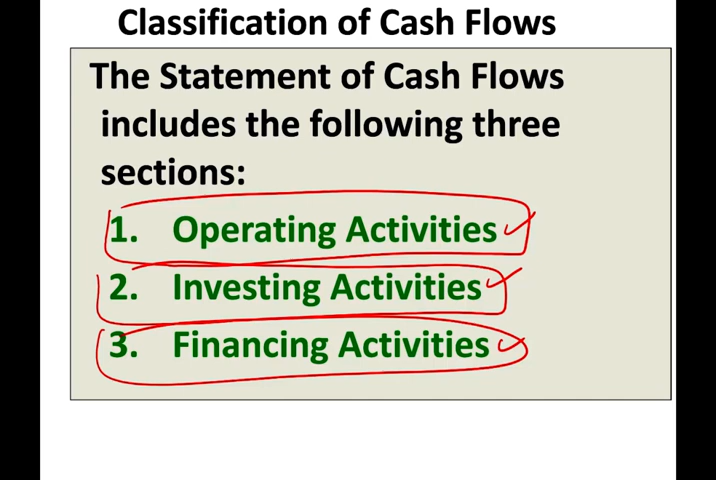 Classification of Cash Flows
The Statement of Cash Flows
includes the following three
sections:
1. Operating Activities
2. Investing Activities
3. Financing Activities